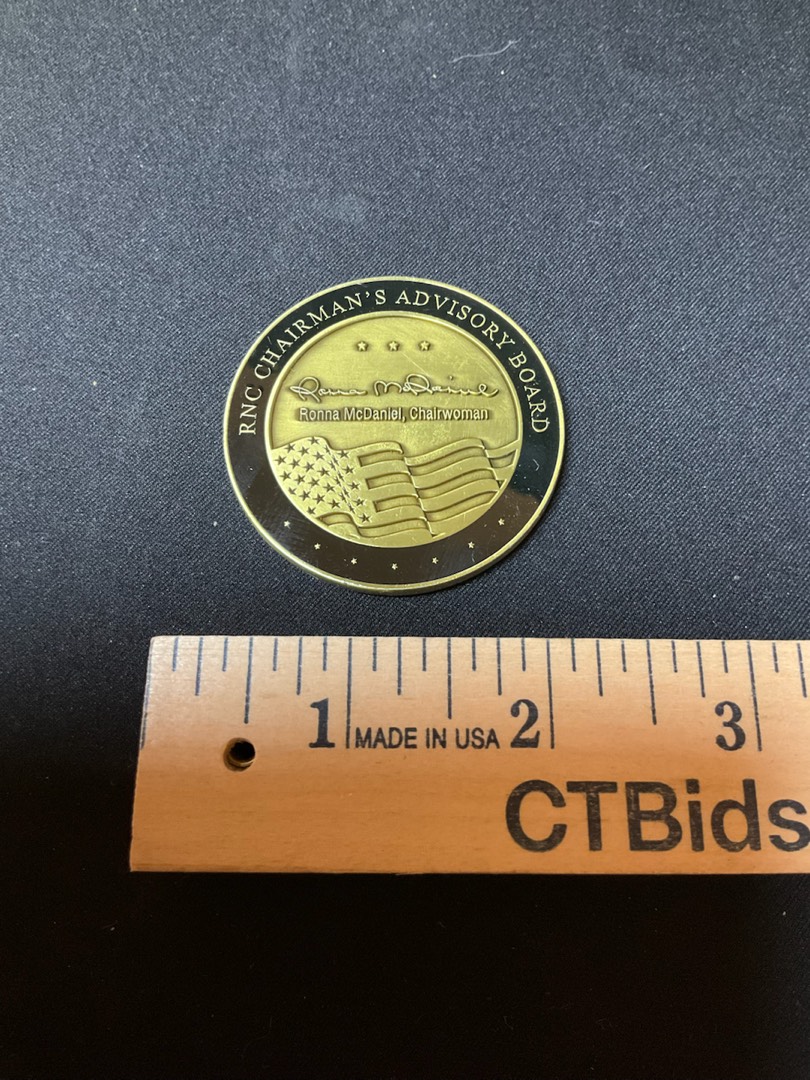 RNC CHAIRMAN'S ADVISORY BOARD
Ronna McDaniel
Ronna McDaniel, Chairwoman
1 MADE IN USA 2 3
CTBids